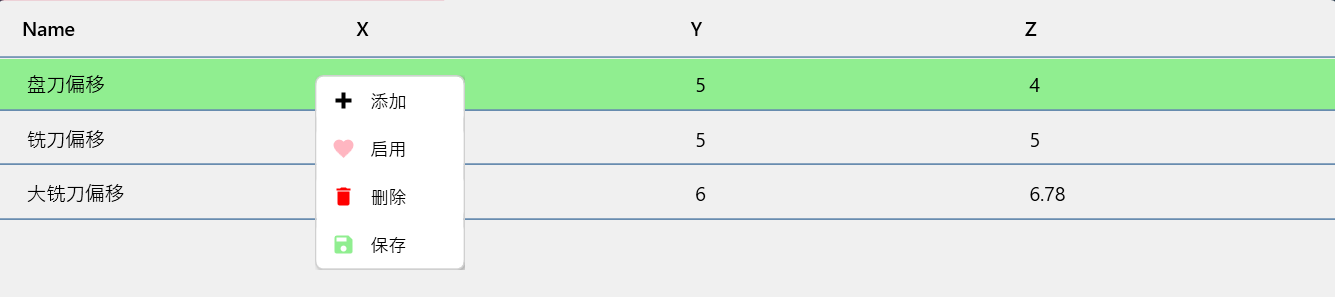 Name X Y Z
盘刀偏移 5 4
添加
铣刀偏移 5 5
启用
大铣刀偏移 6 6.78
删除
保存